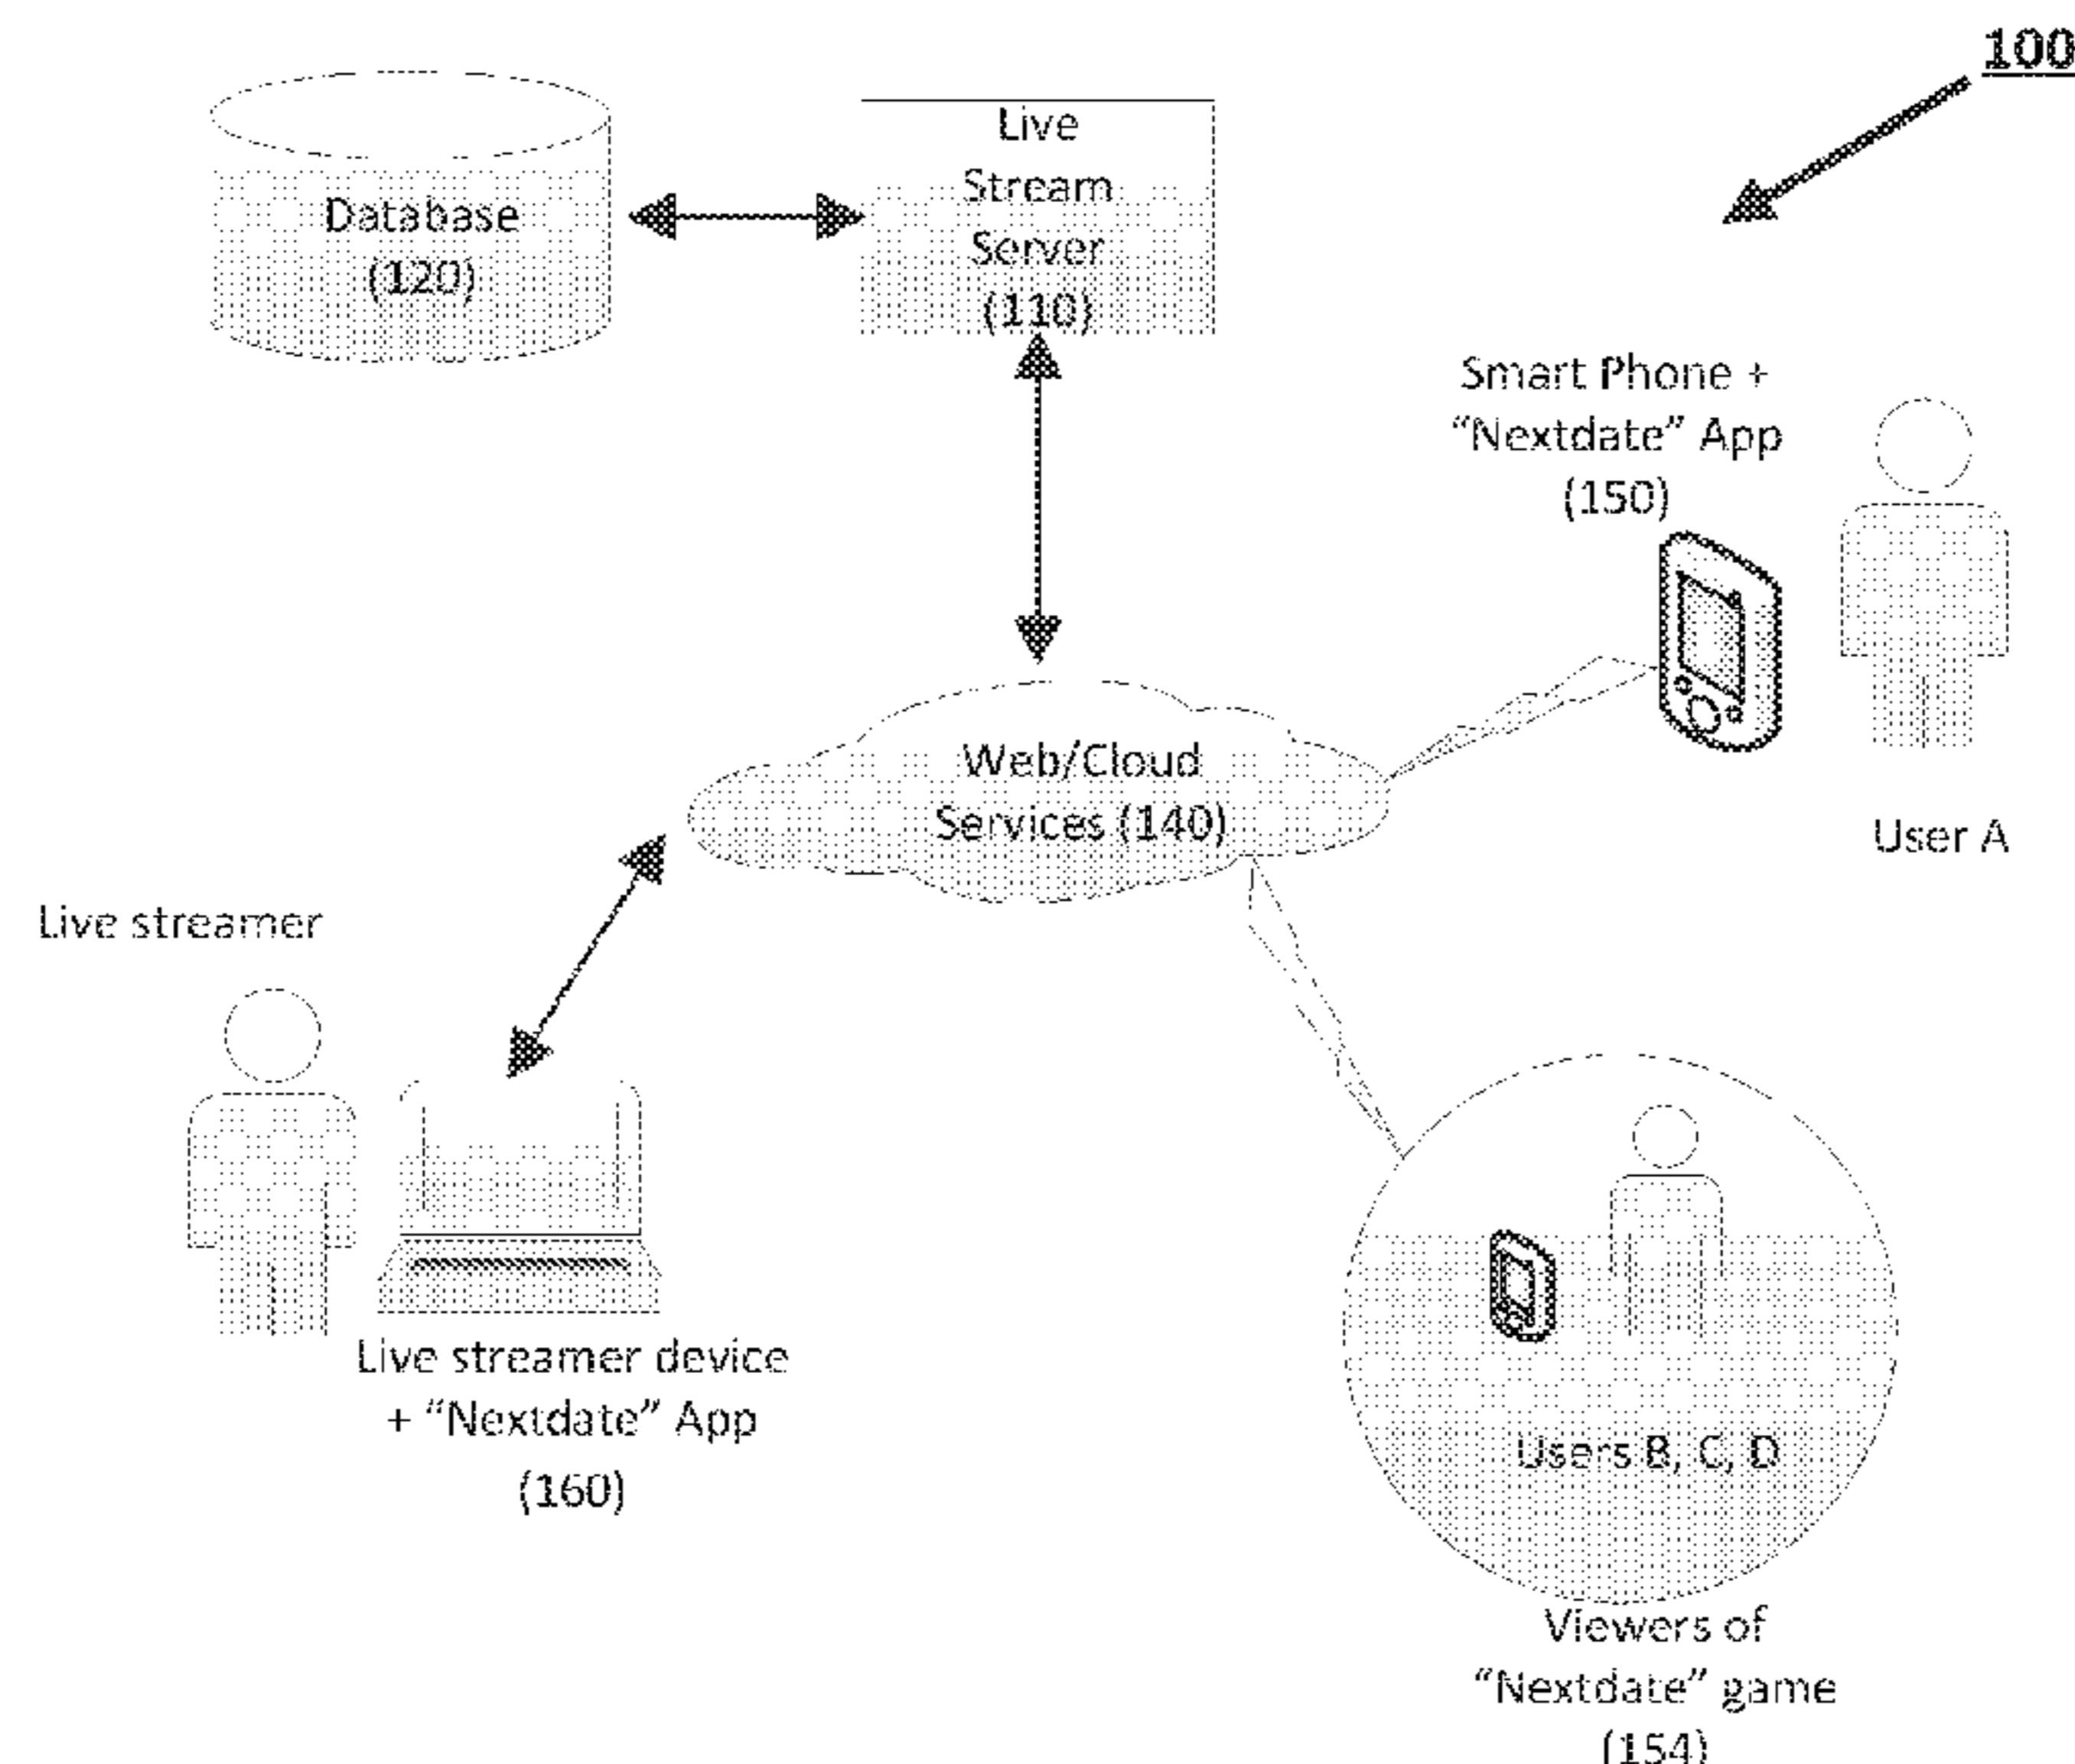 100
Live
Stream
Server
(110)
Database
(120)
Smart Phone +
“Nextdate” App
(150)
User A
Web/Cloud
Services (140)
Live streamer
Live streamer device
+ “Nextdate” App
(160)
Users B, C, D
Viewers of
“Nextdate” game
(154)